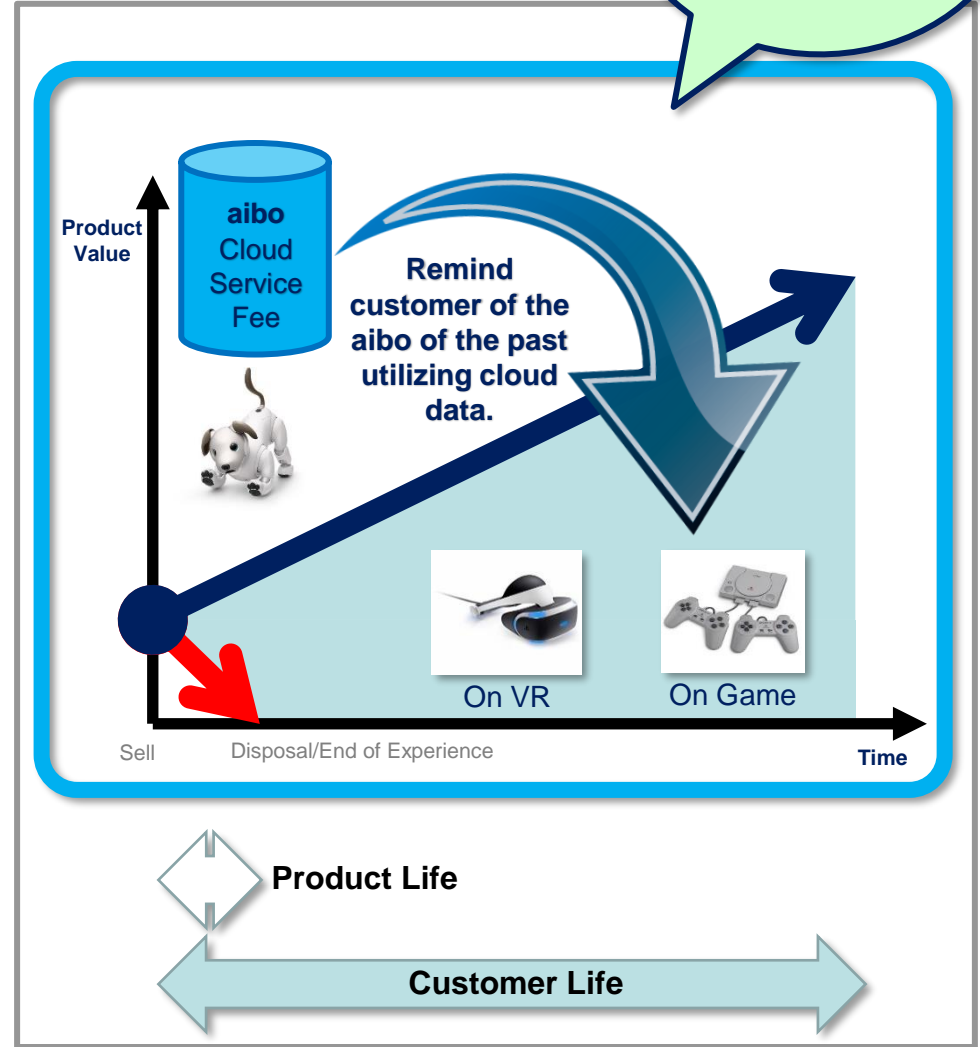 Product
Value
aibo
Cloud
Service
Fee
Remind
customer of the
aibo of the past
utilizing cloud
data.
On VR
On Game
Sell
Disposal/End of Experience
Time
Product Life
Customer Life